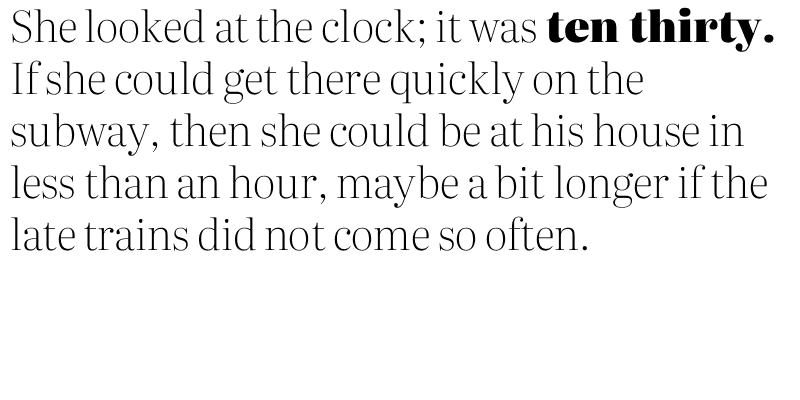 She looked at the clock; it was ten thirty.
If she could get there quickly on the
subway, then she could be at his house in
less than an hour, maybe a bit longer if the
late trains did not come so often.